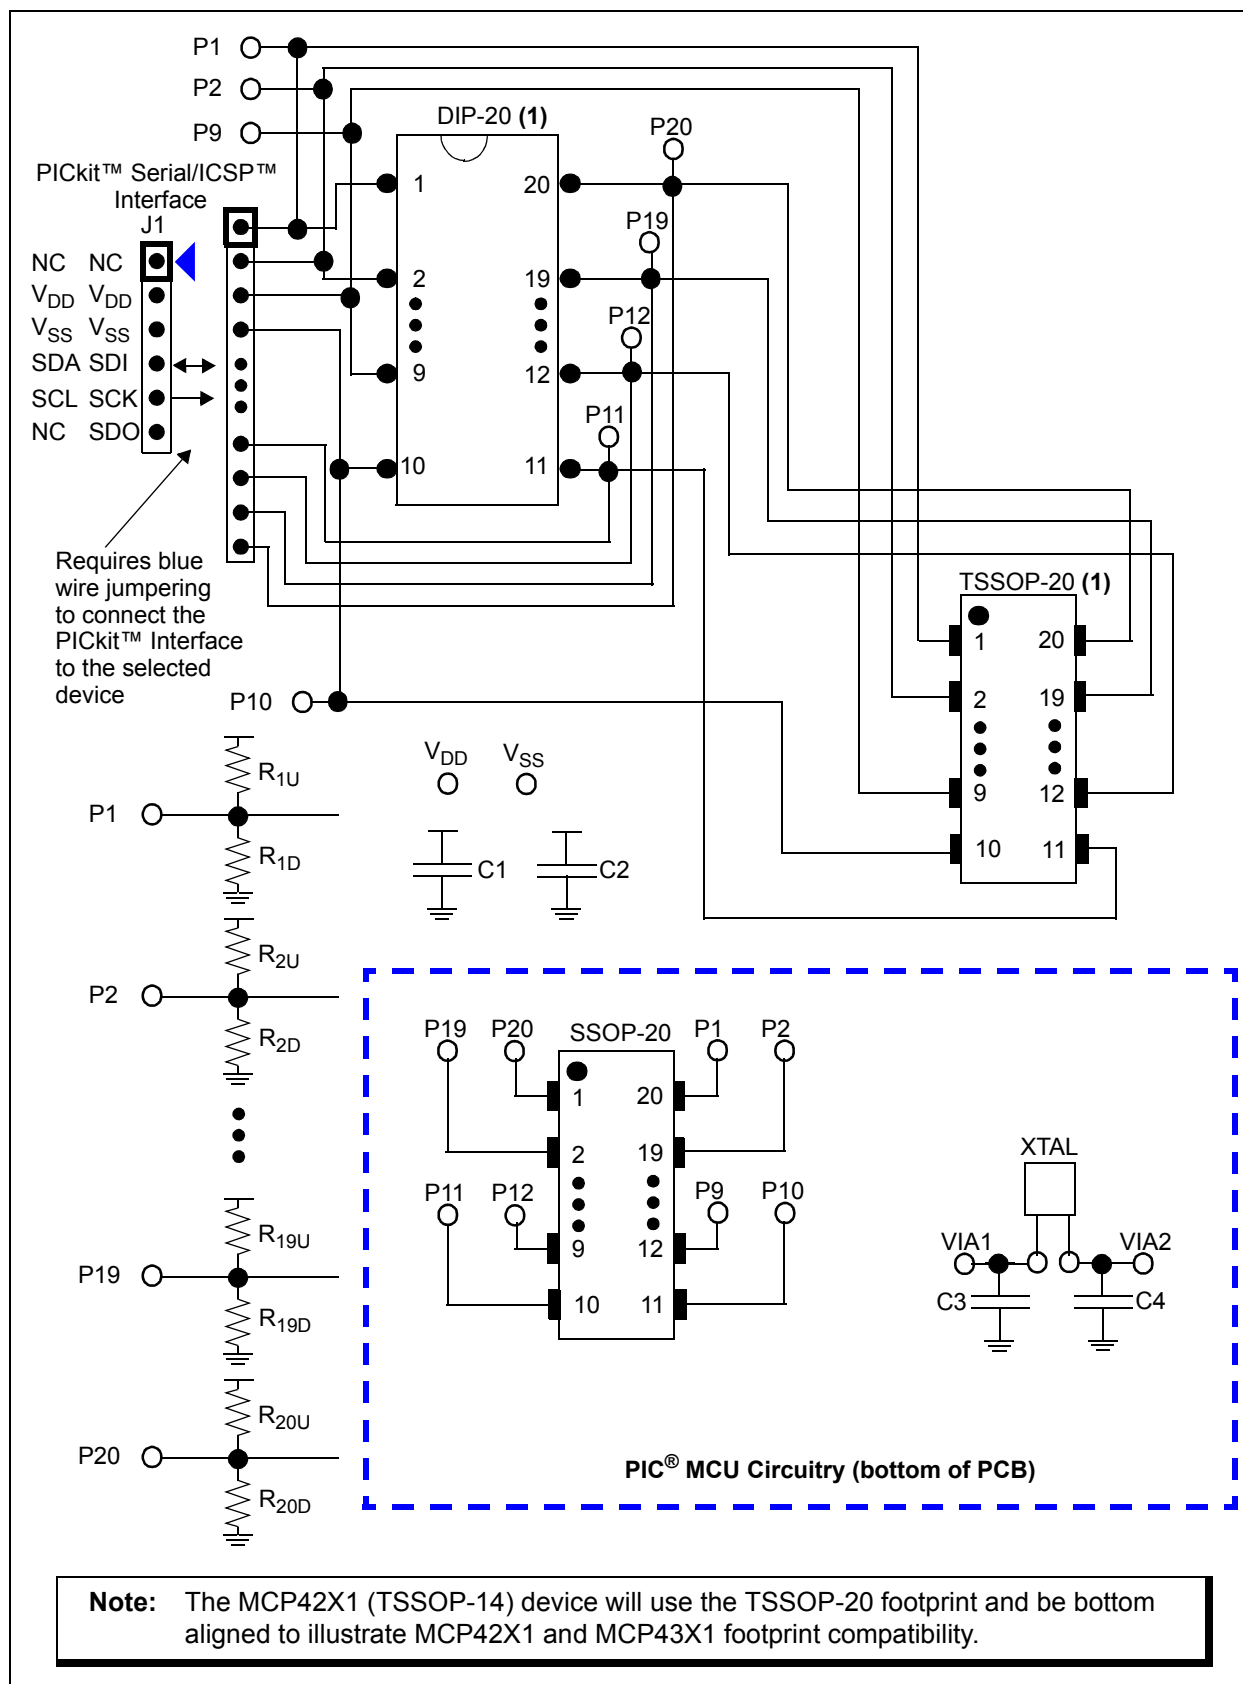 P1
P2
P9
DIP-20 (1)
P20
PICkit™ Serial/ICSP™
Interface
J1
1 20
P19
NC NC
2 19
VDD VDD
VSS VSS
P12
SDA SDI
9 12
SCL SCK
P11
NC SDO
10 11
Requires blue
wire jumpering
to connect the
PICkit™ Interface
to the selected
device
TSSOP-20 (1)
1 20
2 19
9 12
10 11
P10
R1U
P1
R1D
VDD VSS
C1 C2
R2U
P2
R2D
R19U
P19
R19D
R20U
P20
R20D
P19 P20 SSOP-20 P1 P2
1 20
2 19
P11 P12 P9 P10
9 12
10 11
XTAL
VIA1 VIA2
C3 C4
PIC® MCU Circuitry (bottom of PCB)
Note: The MCP42X1 (TSSOP-14) device will use the TSSOP-20 footprint and be bottom
aligned to illustrate MCP42X1 and MCP43X1 footprint compatibility.